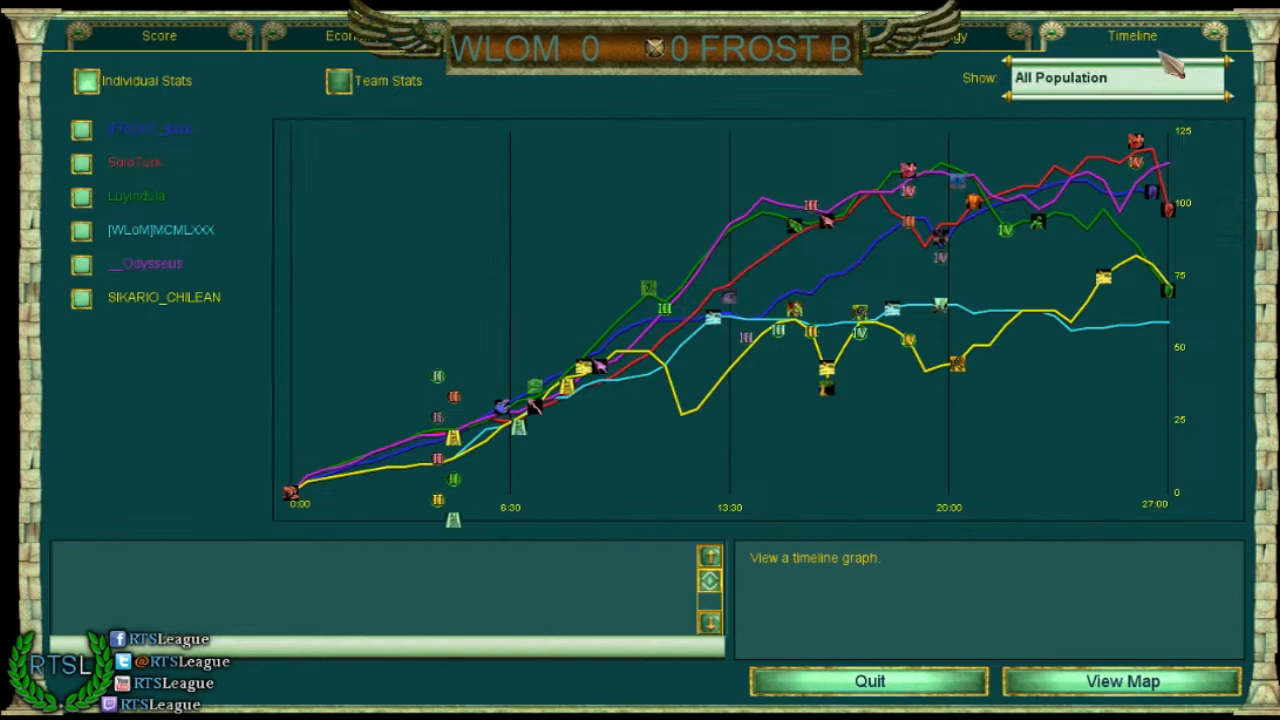 Score
WLOM 0 0 FROST B
Timeline
Individual Stats
Team Stats
Show:
All Population
SoloTurk
Luyindula
[WLoM]MCMLXXX
__Odysseus
SIKARIO_CHILEAN
125
100
75
50
25
0
0:00
6:30
13:30
20:00
27:00
View a timeline graph.
RTSL
RTSLeague
@RTSLeague
RTSLeague
RTSLeague
Quit
View Map